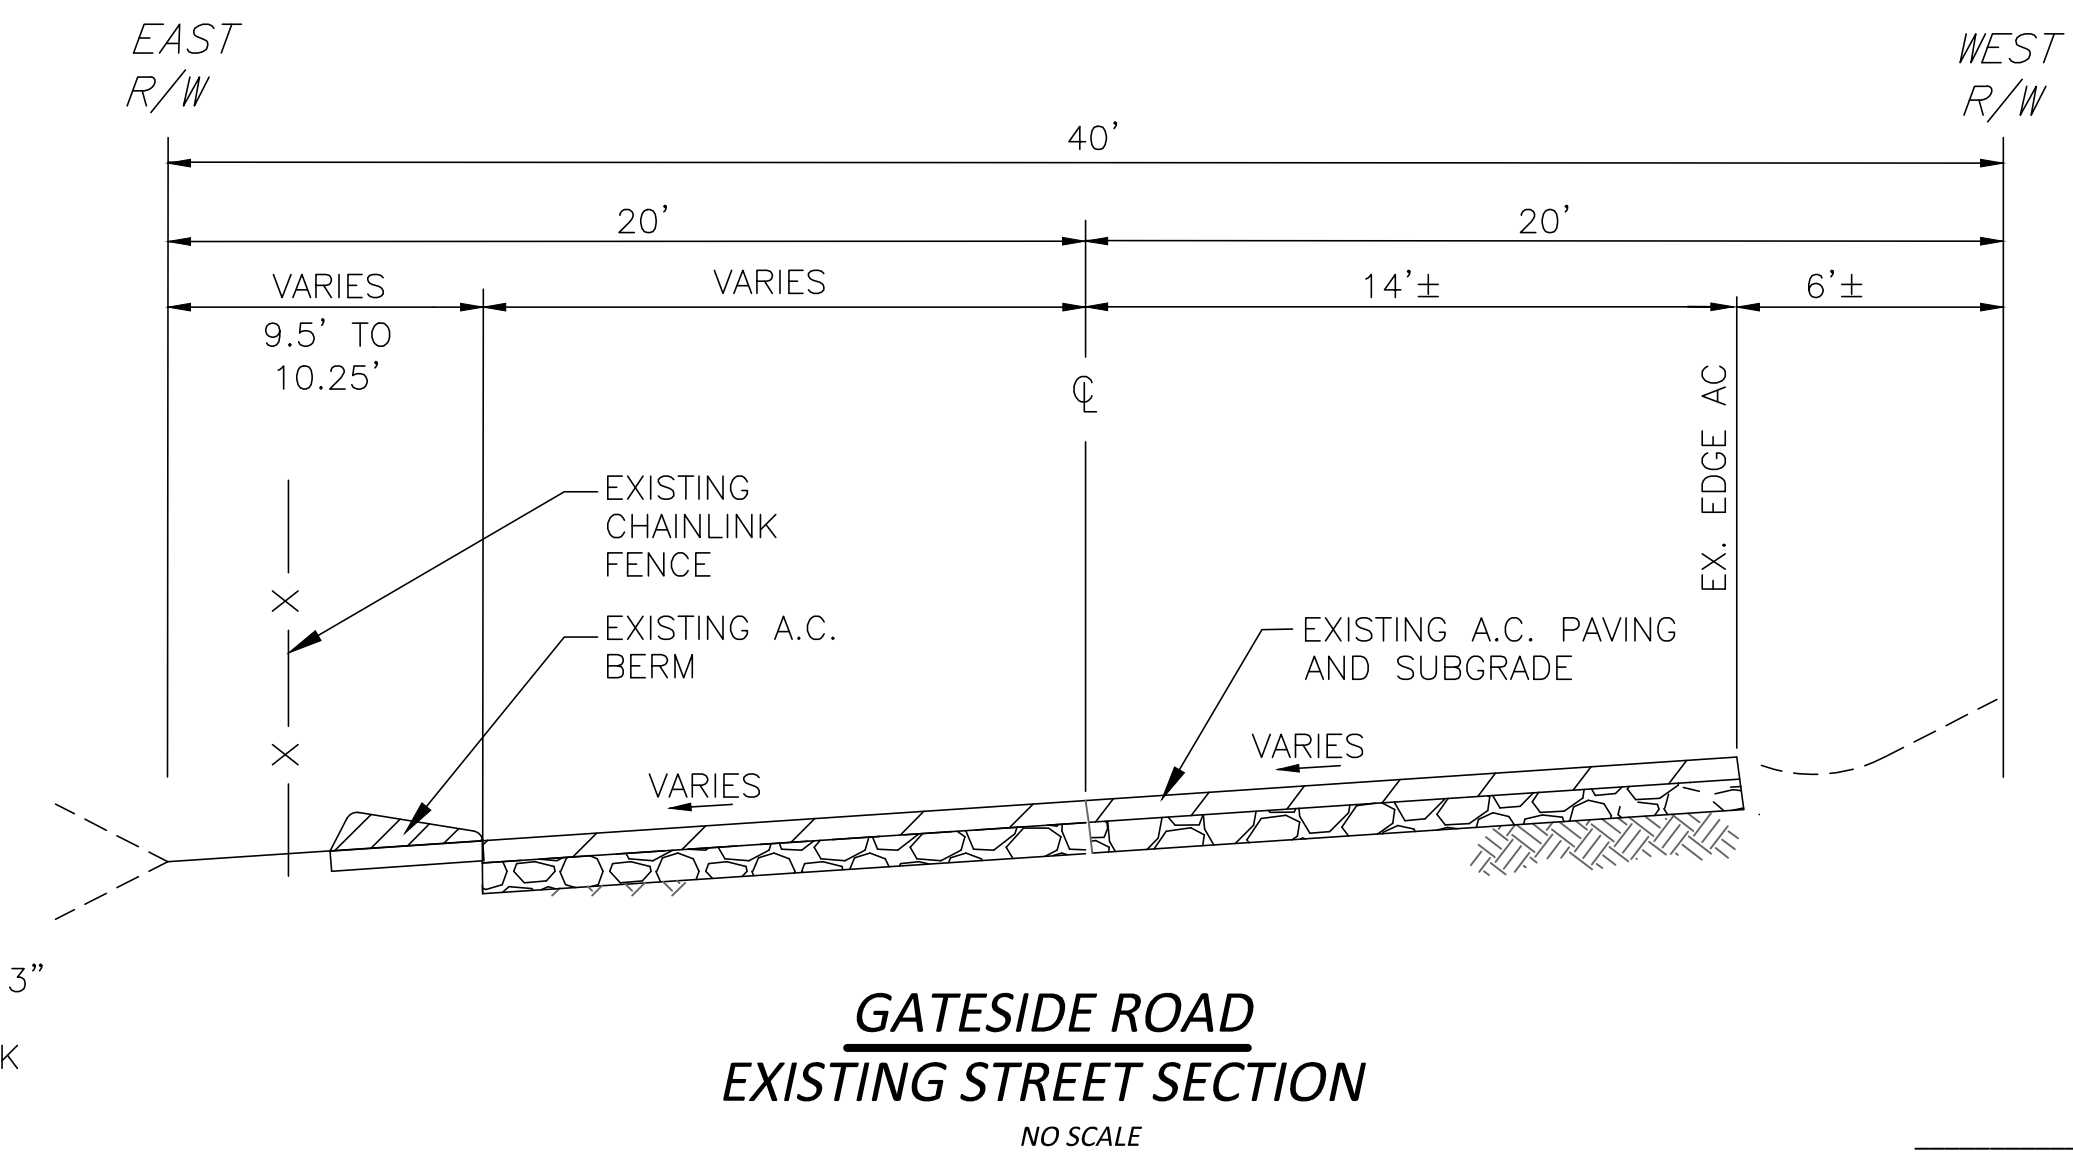 EAST
R/W
WEST
R/W
40'
20'
20'
VARIES
9.5' TO
10.25'
VARIES
14'±
6'±
℄
EX. EDGE AC
EXISTING
CHAINLINK
FENCE
X
X
EXISTING A.C.
BERM
EXISTING A.C. PAVING
AND SUBGRADE
VARIES
VARIES
3"
K
GATESIDE ROAD
EXISTING STREET SECTION
NO SCALE